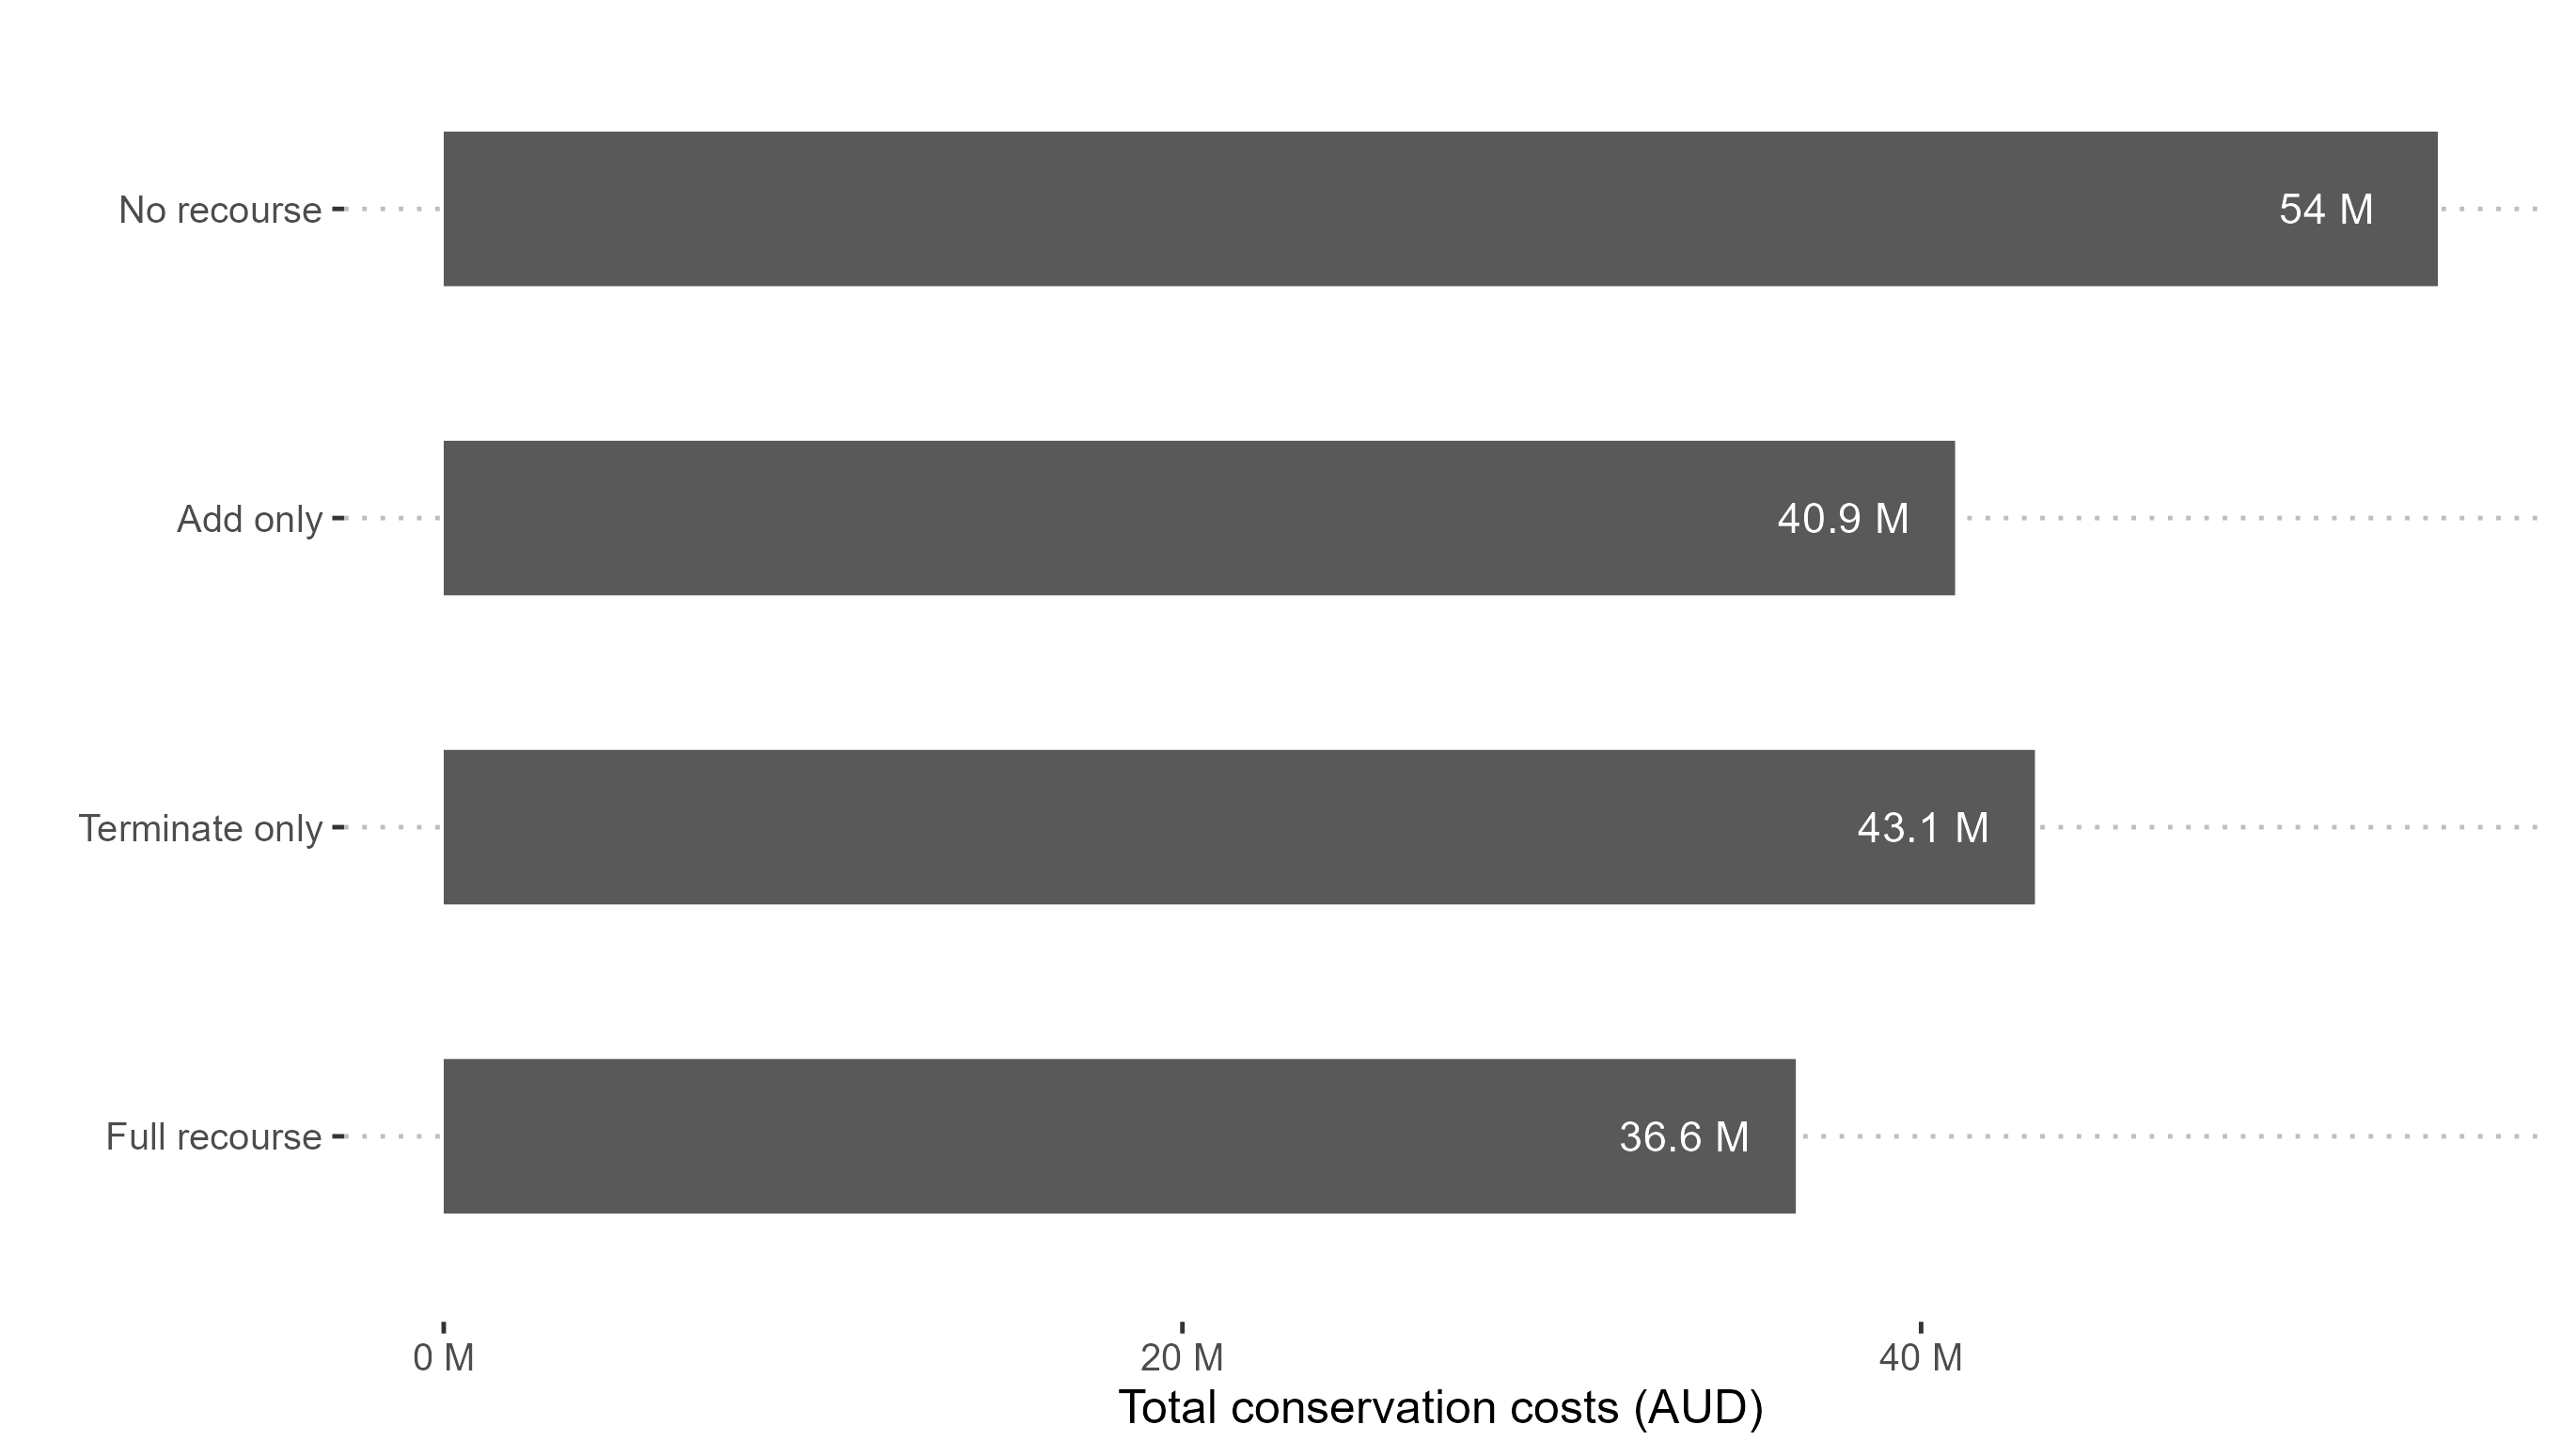 No recourse
54 M
Add only
40.9 M
Terminate only
43.1 M
Full recourse
36.6 M
0 M
20 M
40 M
Total conservation costs (AUD)